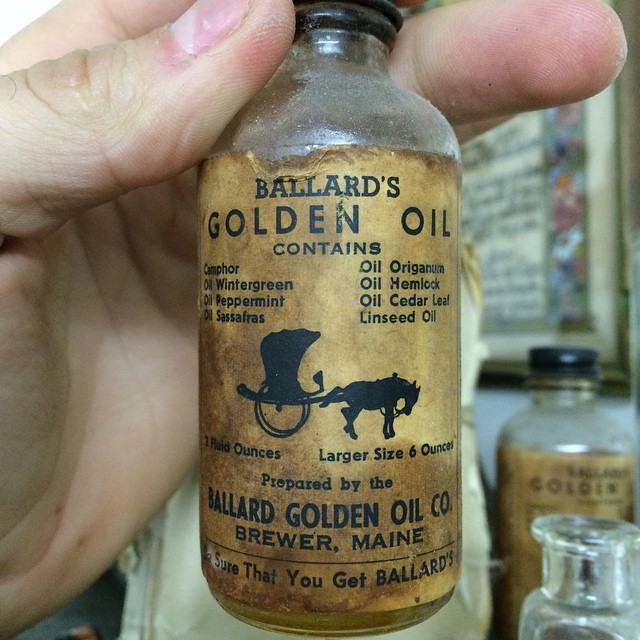 BALLARD'S
GOLDEN OIL
CONTAINS
Camphor
Oil Wintergreen
Oil Peppermint
Oil Sassafras
Oil Origanum
Oil Hemlock
Oil Cedar Leaf
Linseed Oil
Fluid Ounces
Larger Size 6 Ounces
Prepared by the
BALLARD GOLDEN OIL CO.
BREWER, MAINE
Sure That You Get BALLARD'S
BALLARD
GOLDEN